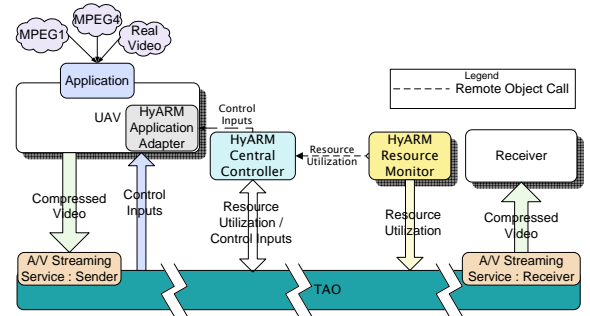 MPEG4
MPEG1
Real
Video
Application
Legend
Remote Object Call
UAV
HyARM
Application
Adapter
Control
Inputs
HyARM
Central
Controller
Resource
Utilization
HyARM
Resource
Monitor
Receiver
Compressed
Video
Control
Inputs
Resource
Utilization /
Control Inputs
Resource
Utilization
Compressed
Video
A/V Streaming
Service : Sender
A/V Streaming
Service : Receiver
TAO